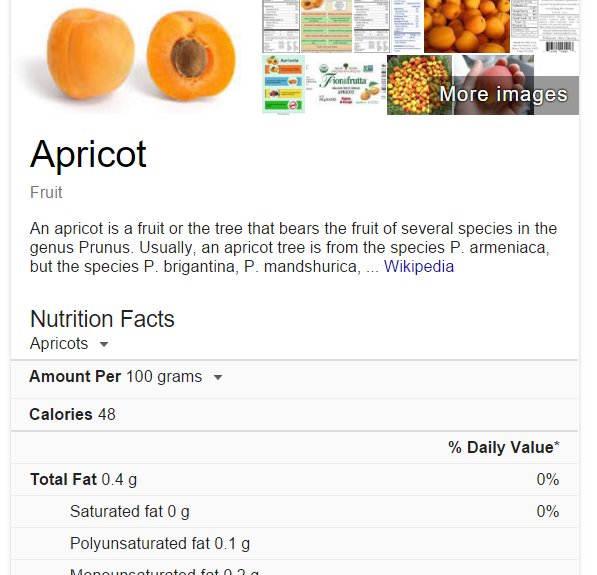 Apricots
Fiorafrutta
APRICOT
More images
Apricot
Fruit
An apricot is a fruit or the tree that bears the fruit of several species in the
genus Prunus. Usually, an apricot tree is from the species P. armeniaca,
but the species P. brigantina, P. mandshurica, ... Wikipedia
Nutrition Facts
Apricots
Amount Per 100 grams
Calories 48
% Daily Value*
Total Fat 0.4 g 0%
Saturated fat 0 g 0%
Polyunsaturated fat 0.1 g
Monounsaturated fat 0.2 g